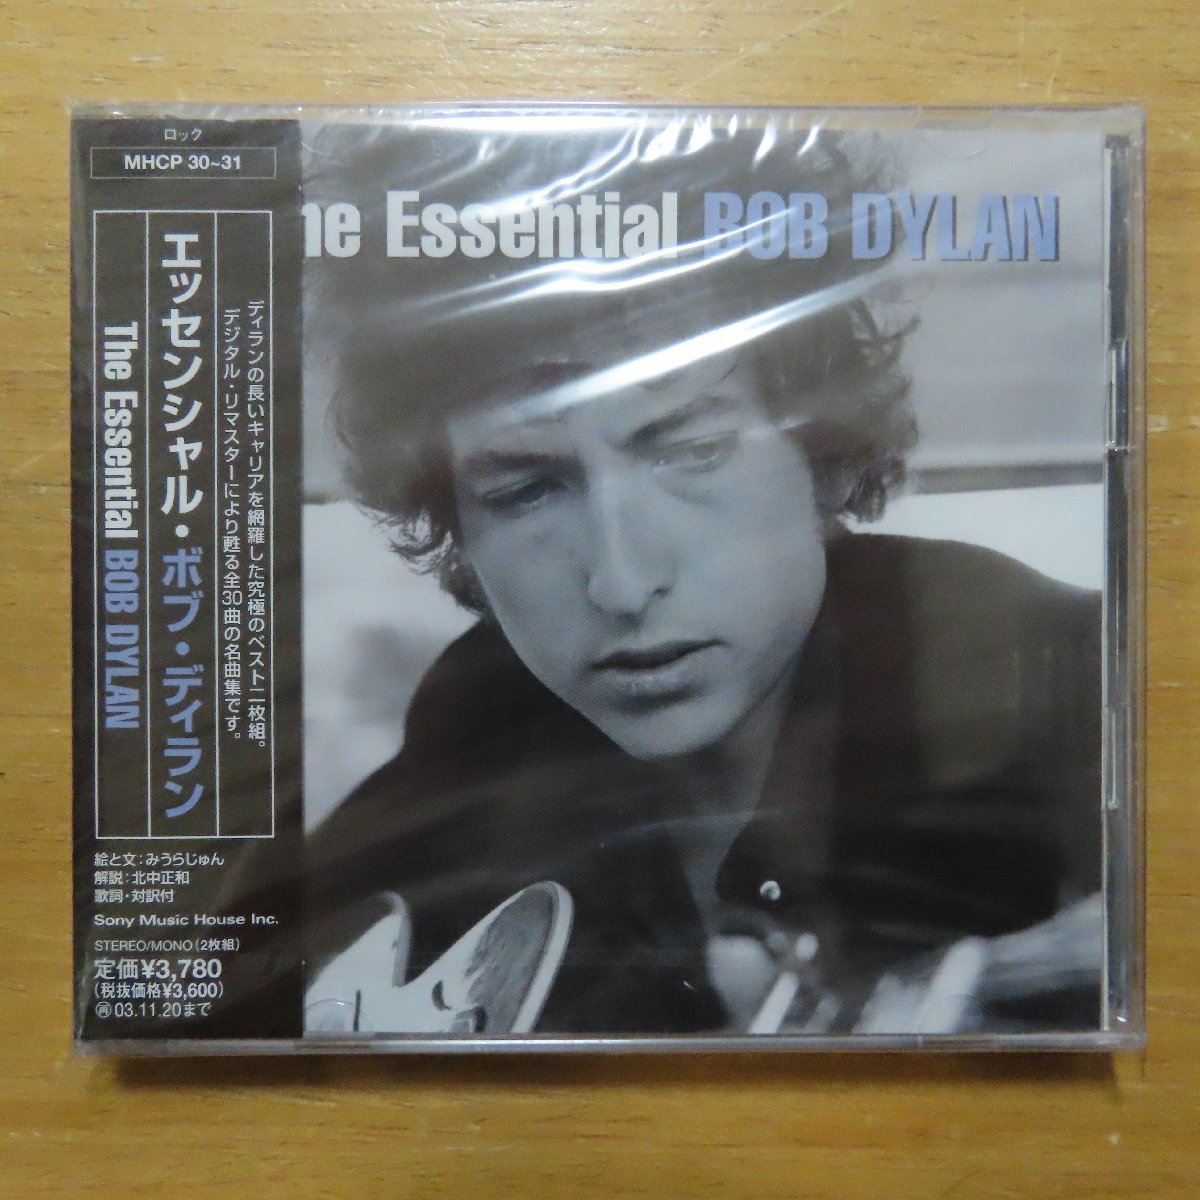 ロック
MHCP 30~31
ディランの長いキャリアを網羅した究極のベスト二枚組。
デジタル・リマスターにより甦る全30曲の名曲集です。
エッセンシャル・ボブ・ディラン
The Essential BOB DYLAN
絵と文:みうらじゅん
解説:北中正和
歌詞・対訳付
Sony Music House Inc.
STEREO/MONO(2枚組)
定価¥3,780
(税抜価格¥3,600)
㊢03.11.20まで
he Essential BOB DYLAN